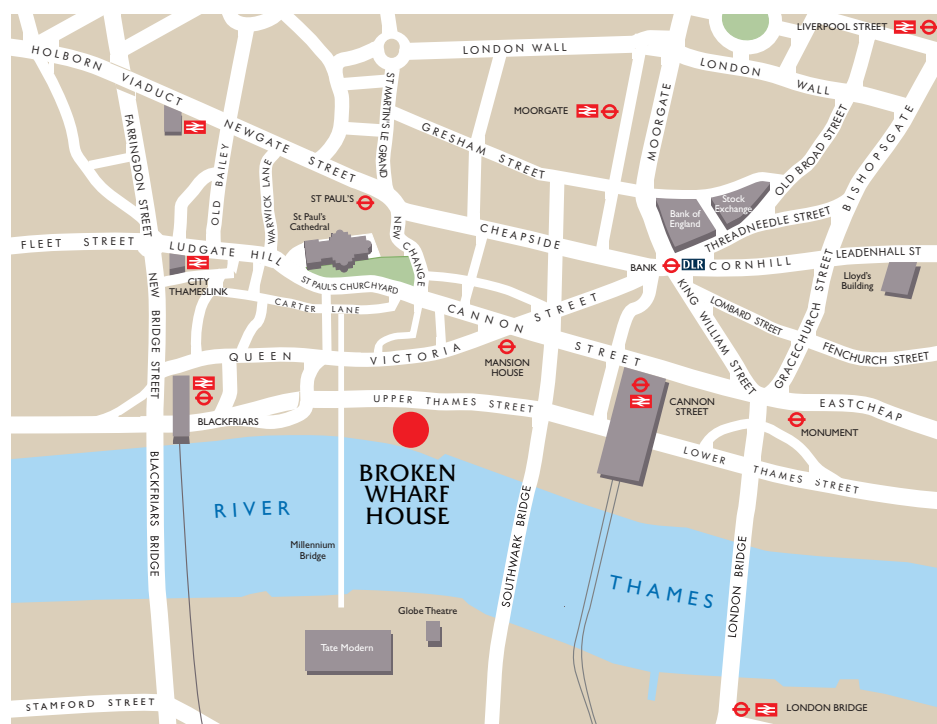 LIVERPOOL STREET
HOLBORN VIADUCT
LONDON WALL
LONDON WALL
ST MARTIN'S LE GRAND
MOORGATE
MOORGATE
FARRINGDON STREET
NEWGATE STREET
GRESHAM STREET
OLD BROAD STREET
BISHOPSGATE
OLD BAILEY
WARWICK LANE
ST PAUL'S
St Paul's
Cathedral
NEW CHANGE
CHEAPSIDE
Bank of
England
Stock
Exchange
THREADNEEDLE STREET
FLEET STREET
LUDGATE HILL
CITY
THAMESLINK
ST PAUL'S CHURCHYARD
BANK
DLR
CORNHILL
LEADENHALL ST
Lloyd's
Building
NEW BRIDGE STREET
CARTER LANE
CANNON STREET
KING WILLIAM STREET
LOMBARD STREET
GRACECHURCH STREET
FENCHURCH STREET
QUEEN VICTORIA STREET
MANSION
HOUSE
CANNON
STREET
UPPER THAMES STREET
BLACKFRIARS
EASTCHEAP
MONUMENT
LOWER THAMES STREET
BROKEN
WHARF
HOUSE
BLACKFRIARS BRIDGE
RIVER THAMES
Millennium
Bridge
SOUTHWARK BRIDGE
LONDON BRIDGE
Globe Theatre
Tate Modern
STAMFORD STREET
LONDON BRIDGE